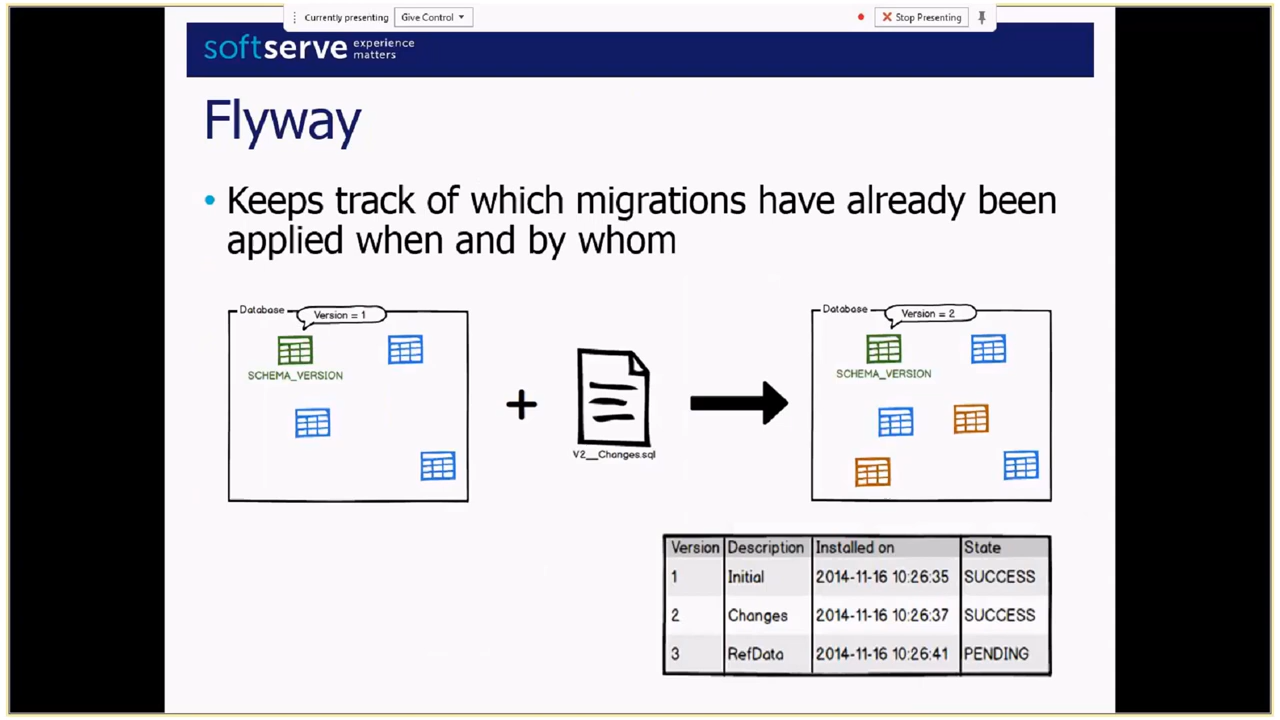 Currently presenting Give Control Stop Presenting
softserve experience matters
Flyway
• Keeps track of which migrations have already been
applied when and by whom
Database Version = 1
SCHEMA_VERSION
+
V2__Changes.sql
Database Version = 2
SCHEMA_VERSION
Version Description Installed on State
1 Initial 2014-11-16 10:26:35 SUCCESS
2 Changes 2014-11-16 10:26:37 SUCCESS
3 RefData 2014-11-16 10:26:41 PENDING